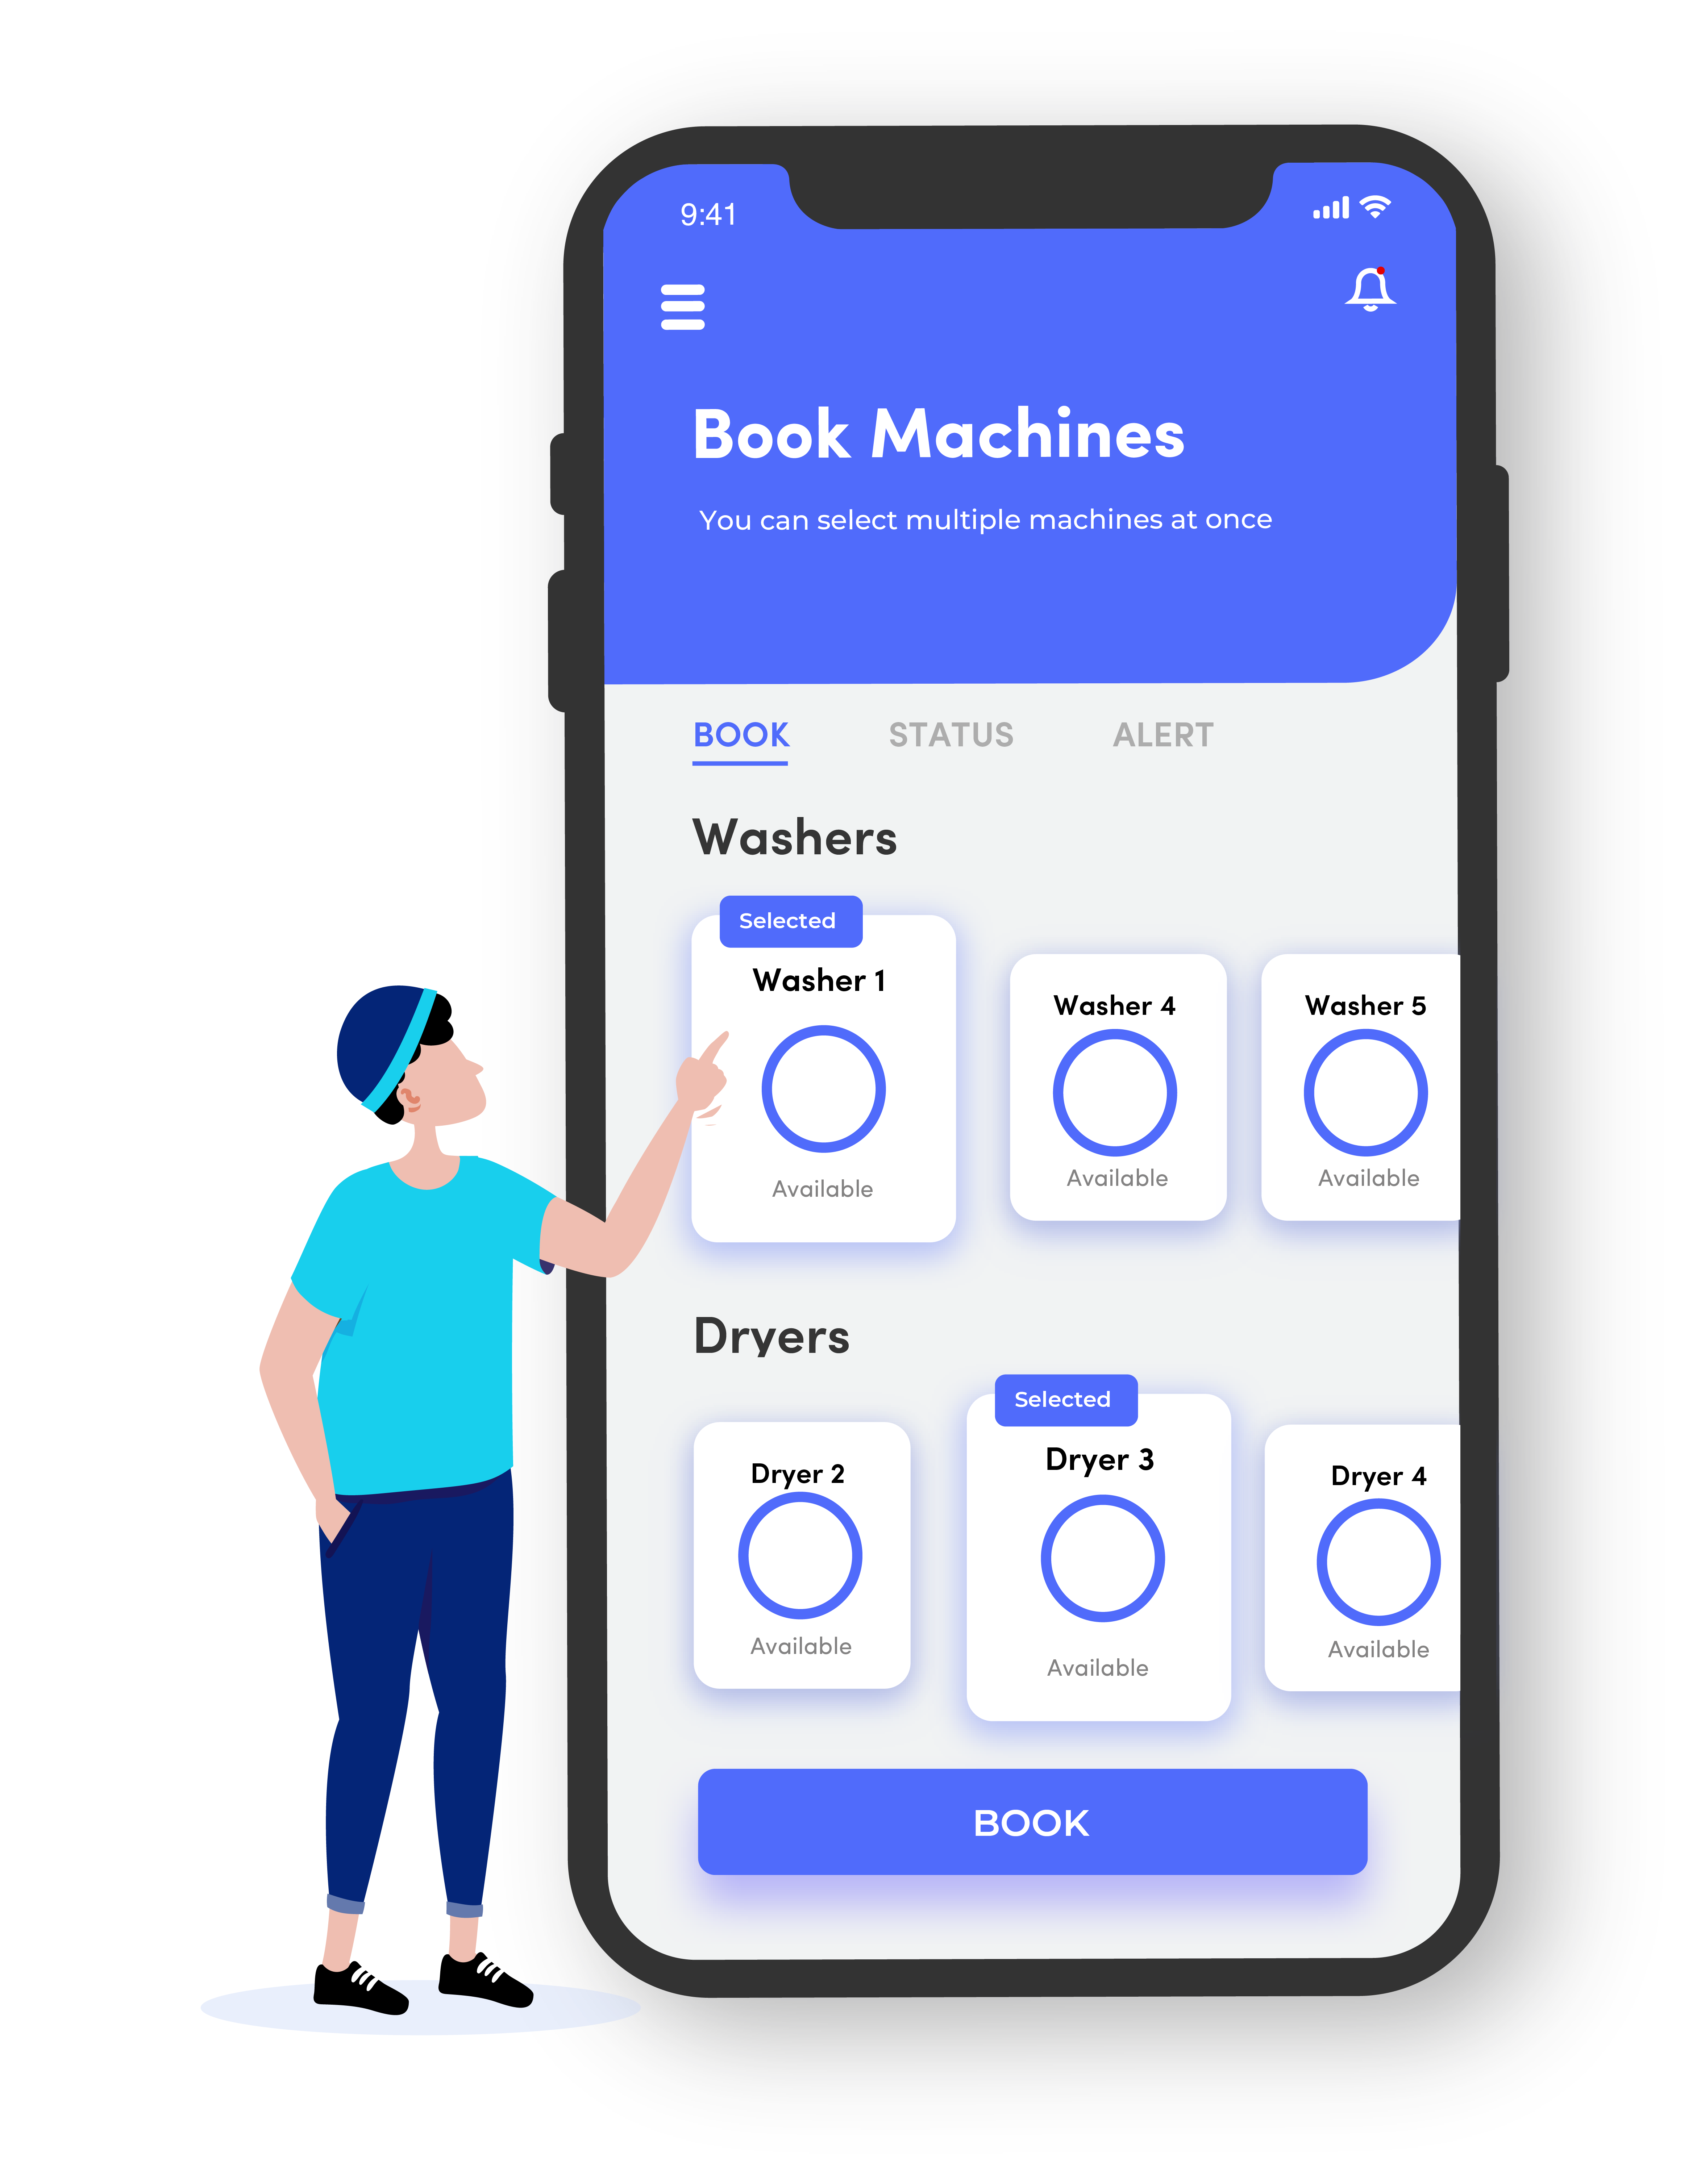 9:41
Book Machines
You can select multiple machines at once
BOOK STATUS ALERT
Washers
Selected
Washer 1
Available
Washer 4
Available
Washer 5
Available
Dryers
Dryer 2
Available
Selected
Dryer 3
Available
Dryer 4
Available
BOOK